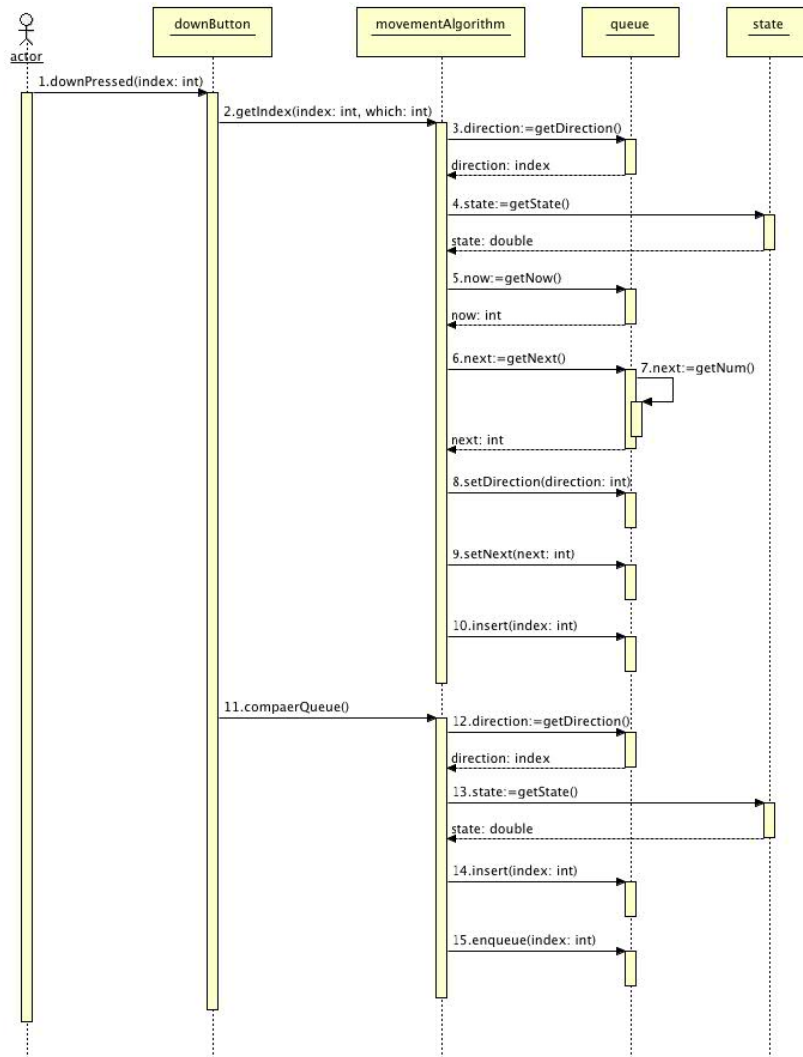 downButton
movementAlgorithm
queue
state
actor
1.downPressed(index: int)
2.getIndex(index: int, which: int)
3.direction:=getDirection()
direction: index
4.state:=getState()
state: double
5.now:=getNow()
now: int
6.next:=getNext()
7.next:=getNum()
next: int
8.setDirection(direction: int)
9.setNext(next: int)
10.insert(index: int)
11.compaerQueue()
12.direction:=getDirection()
direction: index
13.state:=getState()
state: double
14.insert(index: int)
15.enqueue(index: int)